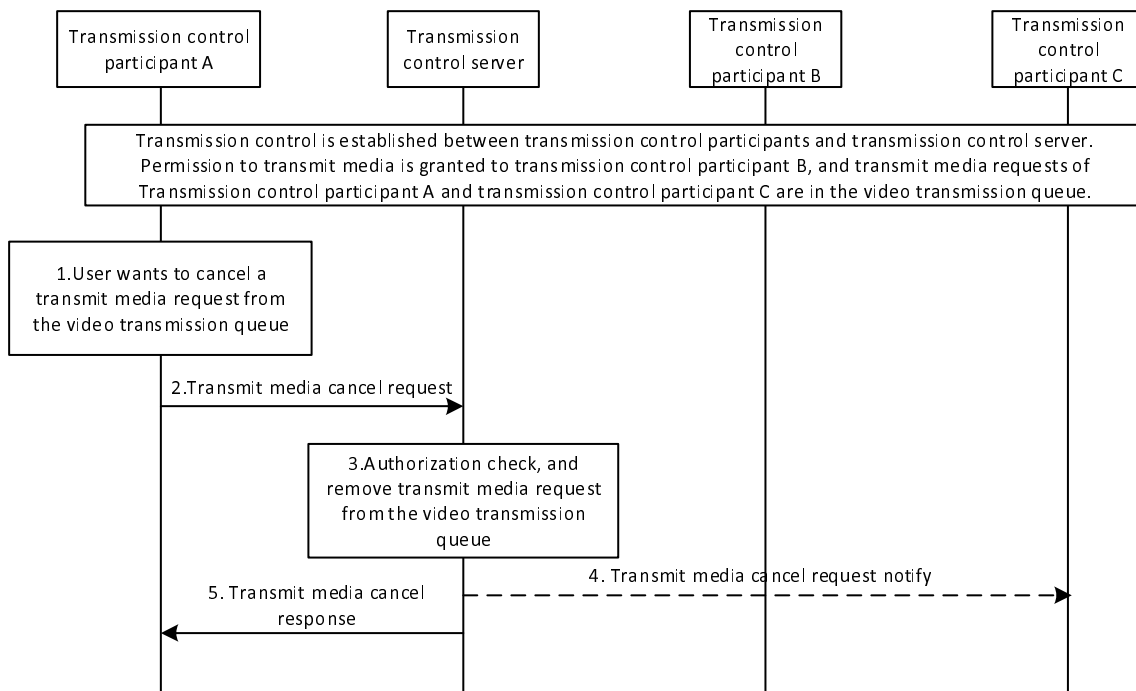 Transmission control
participant A
Transmission
control server
Transmission
control
participant B
Transmission
control
participant C
Transmission control is established between transmission control participants and transmission control server.
Permission to transmit media is granted to transmission control participant B, and transmit media requests of
Transmission control participant A and transmission control participant C are in the video transmission queue.
1.User wants to cancel a
transmit media request from
the video transmission queue
2.Transmit media cancel request
3.Authorization check, and
remove transmit media request
from the video transmission
queue
4. Transmit media cancel request notify
5. Transmit media cancel
response